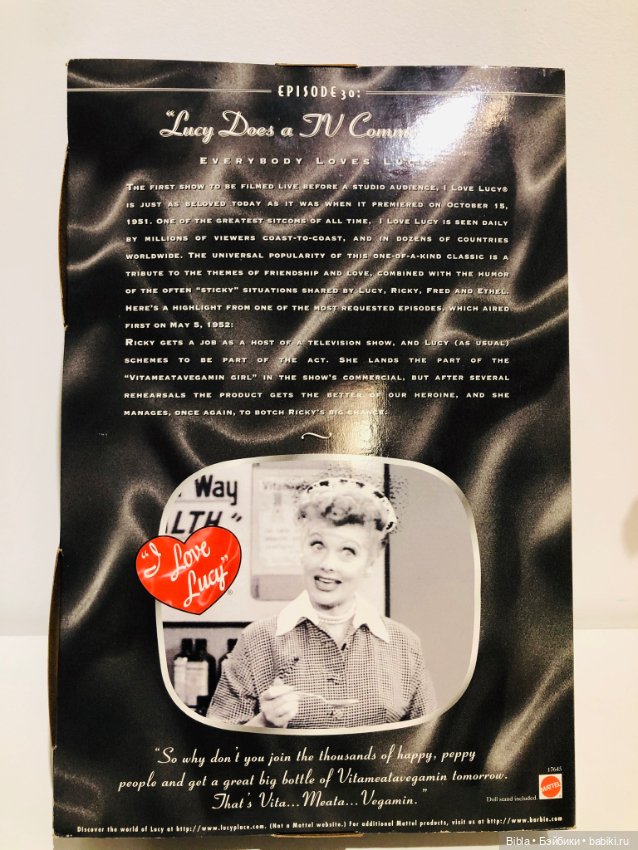 EPISODE 30:
"Lucy Does a TV Comm
EVERYBODY LOVES LUC
THE FIRST SHOW TO BE FILMED LIVE BEFORE A STUDIO AUDIENCE, I LOVE LUCY®
IS JUST AS BELOVED TODAY AS IT WAS WHEN IT PREMIERED ON OCTOBER 15,
1951. ONE OF THE GREATEST SITCOMS OF ALL TIME, I LOVE LUCY IS SEEN DAILY
BY MILLIONS OF VIEWERS COAST-TO-COAST, AND IN DOZENS OF COUNTRIES
WORLDWIDE. THE UNIVERSAL POPULARITY OF THIS ONE-OF-A-KIND CLASSIC IS A
TRIBUTE TO THE THEMES OF FRIENDSHIP AND LOVE, COMBINED WITH THE HUMOR
OF THE OFTEN "STICKY" SITUATIONS SHARED BY LUCY, RICKY, FRED AND ETHEL.
HERE'S A HIGHLIGHT FROM ONE OF THE MOST REQUESTED EPISODES, WHICH AIRED
FIRST ON MAY 5, 1952:
RICKY GETS A JOB AS A HOST OF A TELEVISION SHOW, AND LUCY (AS USUAL)
SCHEMES TO BE PART OF THE ACT. SHE LANDS THE PART OF THE
"VITAMEATAVEGAMIN GIRL" IN THE SHOW'S COMMERCIAL, BUT AFTER SEVERAL
REHEARSALS THE PRODUCT GETS THE BETTER OF OUR HEROINE, AND SHE
MANAGES, ONCE AGAIN, TO BOTCH RICKY'S BIG CHANCE.
Way
LTH"
"I Love
Lucy"®
"So why don't you join the thousands of happy, peppy
people and get a great big bottle of Vitameatavegamin tomorrow.
That's Vita...Meata...Vegamin."
17645
Doll stand included.
MATTEL
Discover the world of Lucy at http://www.lucyplace.com. (Not a Mattel website.) For additional Mattel products, visit us at http://www.barbie.com
Bibla • Бэйбики • babiki.ru